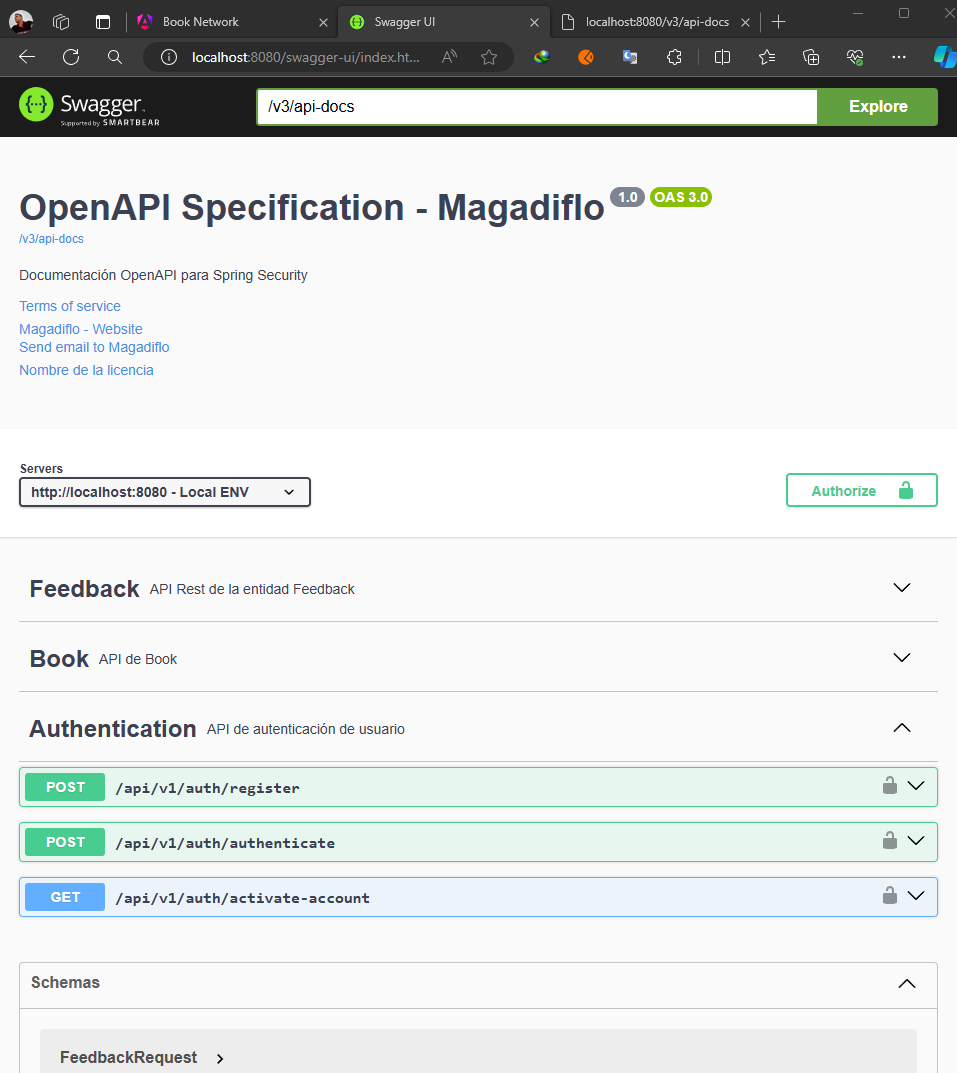 Book Network
Swagger UI
localhost:8080/v3/api-docs
localhost:8080/swagger-ui/index.ht...
Swagger
Supported by SMARTBEAR
/v3/api-docs
Explore
OpenAPI Specification - Magadiflo 1.0 OAS 3.0
/v3/api-docs
Documentación OpenAPI para Spring Security
Terms of service
Magadiflo - Website
Send email to Magadiflo
Nombre de la licencia
Servers
http://localhost:8080 - Local ENV
Authorize
Feedback API Rest de la entidad Feedback
Book API de Book
Authentication API de autenticación de usuario
POST /api/v1/auth/register
POST /api/v1/auth/authenticate
GET /api/v1/auth/activate-account
Schemas
FeedbackRequest